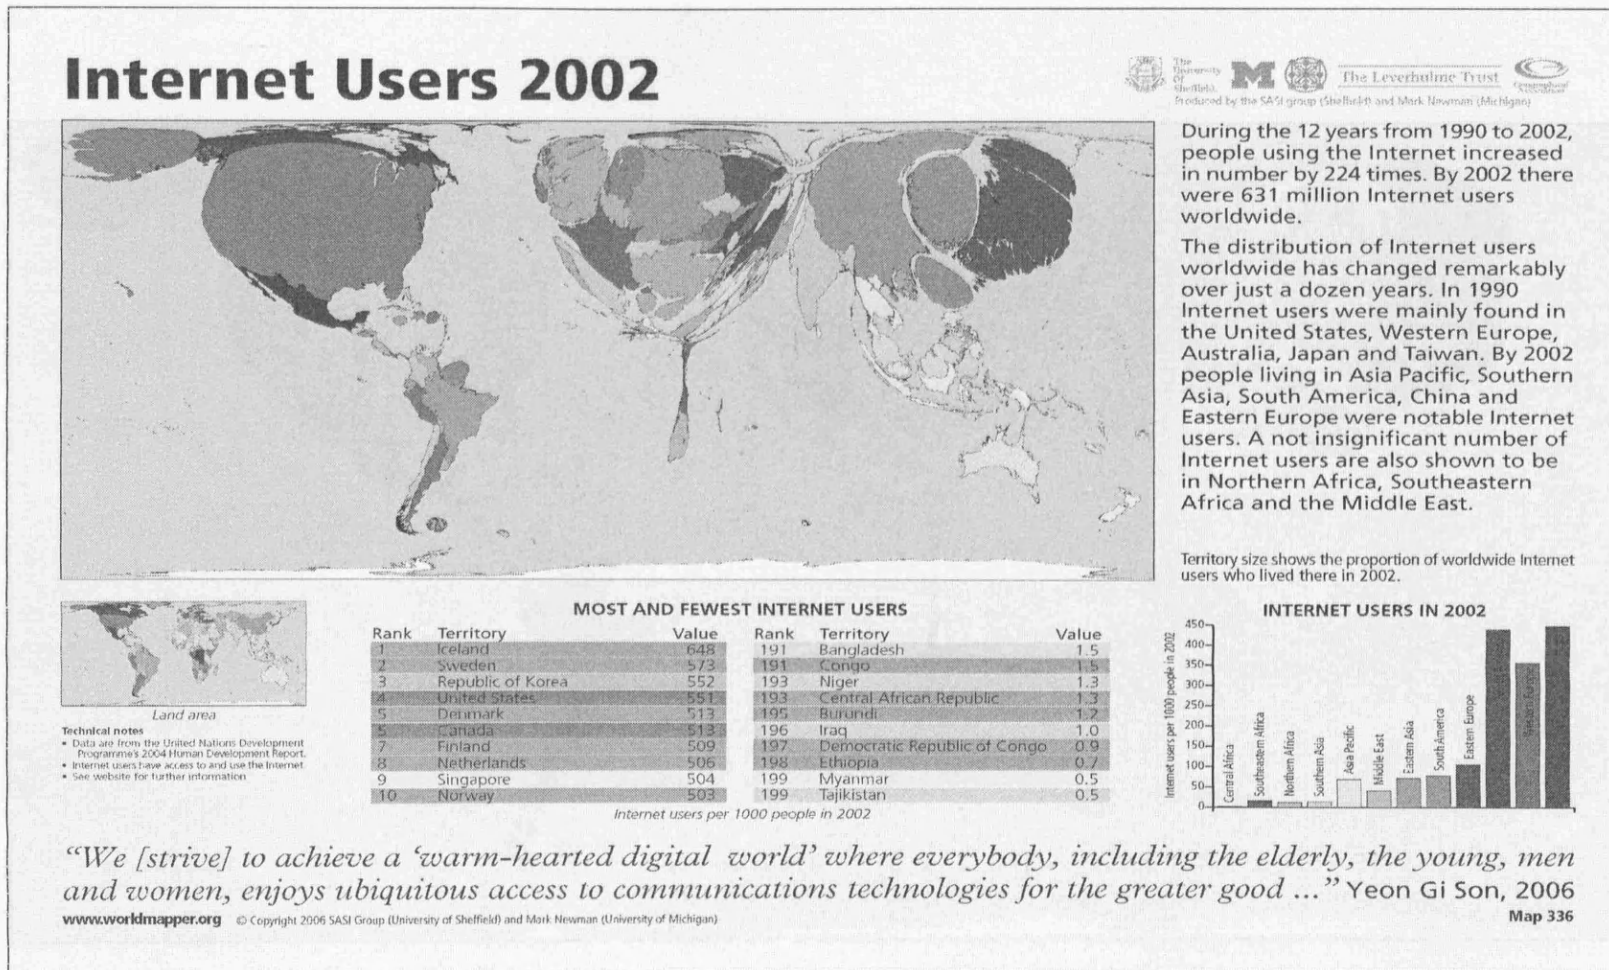 Internet Users 2002
The
University
Of
Sheffield.
The Leverhulme Trust
Geographical
Association
Produced by the SASI group (Sheffield) and Mark Newman (Michigan)
During the 12 years from 1990 to 2002,
people using the Internet increased
in number by 224 times. By 2002 there
were 631 million Internet users
worldwide.
The distribution of Internet users
worldwide has changed remarkably
over just a dozen years. In 1990
Internet users were mainly found in
the United States, Western Europe,
Australia, Japan and Taiwan. By 2002
people living in Asia Pacific, Southern
Asia, South America, China and
Eastern Europe were notable Internet
users. A not insignificant number of
Internet users are also shown to be
in Northern Africa, Southeastern
Africa and the Middle East.
Territory size shows the proportion of worldwide Internet
users who lived there in 2002.
Land area
Technical notes
• Data are from the United Nations Development
Programme's 2004 Human Development Report.
• Internet users have access to and use the Internet.
• See website for further information
MOST AND FEWEST INTERNET USERS
Rank Territory Value Rank Territory Value
1 Iceland 648 191 Bangladesh 1.5
2 Sweden 573 191 Congo 1.5
3 Republic of Korea 552 193 Niger 1.3
4 United States 551 193 Central African Republic 1.3
5 Denmark 513 195 Burundi 1.2
5 Canada 513 196 Iraq 1.0
7 Finland 509 197 Democratic Republic of Congo 0.9
8 Netherlands 506 198 Ethiopia 0.7
9 Singapore 504 199 Myanmar 0.5
10 Norway 503 199 Tajikistan 0.5
Internet users per 1000 people in 2002
INTERNET USERS IN 2002
Internet users per 1000 people in 2002
450
400
350
300
250
200
150
100
50
0
Central Africa
Southeastern Africa
Northern Africa
Southern Asia
Asia Pacific
Middle East
Eastern Asia
South America
Eastern Europe
Western Europe
"We [strive] to achieve a 'warm-hearted digital world' where everybody, including the elderly, the young, men
and women, enjoys ubiquitous access to communications technologies for the greater good ..." Yeon Gi Son, 2006
www.worldmapper.org © Copyright 2006 SASI Group (University of Sheffield) and Mark Newman (University of Michigan)
Map 336